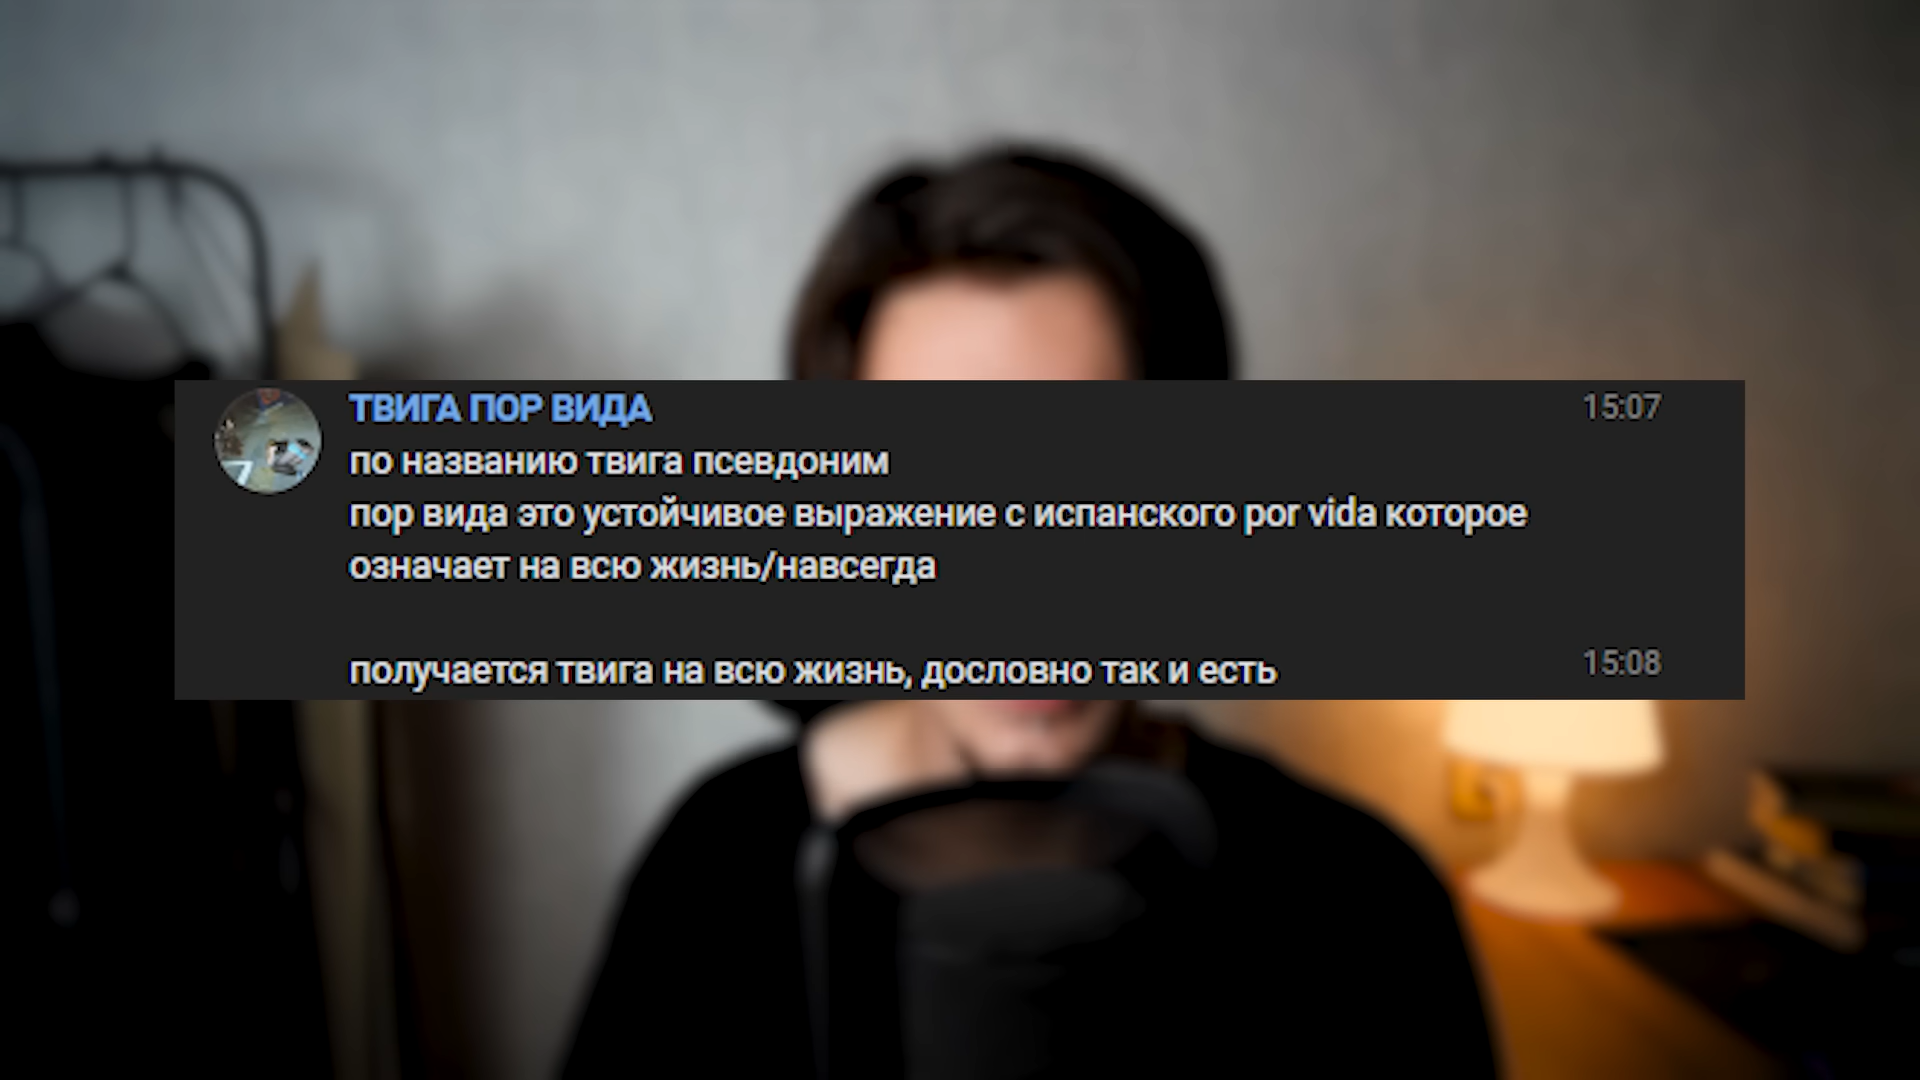 ТВИГА ПОР ВИДА 15:07
по названию твига псевдоним
пор вида это устойчивое выражение с испанского por vida которое
означает на всю жизнь/навсегда
получается твига на всю жизнь, дословно так и есть 15:08